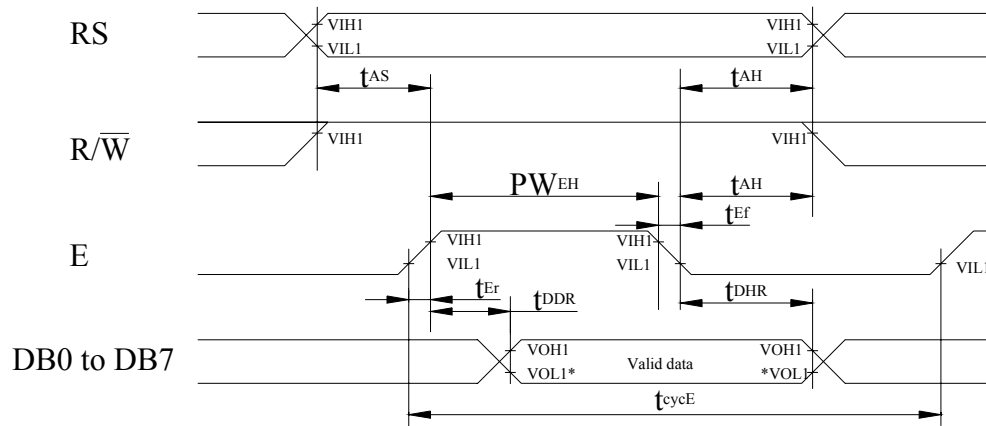 RS VIH1 VIL1 VIH1 VIL1
tAS tAH
R/W̅ VIH1 VIH1
PWEH tAH
tEf
E VIH1 VIL1 VIH1 VIL1 VIL1
tEr tDDR tDHR
DB0 to DB7 VOH1 VOL1* Valid data VOH1 *VOL1
tcycE